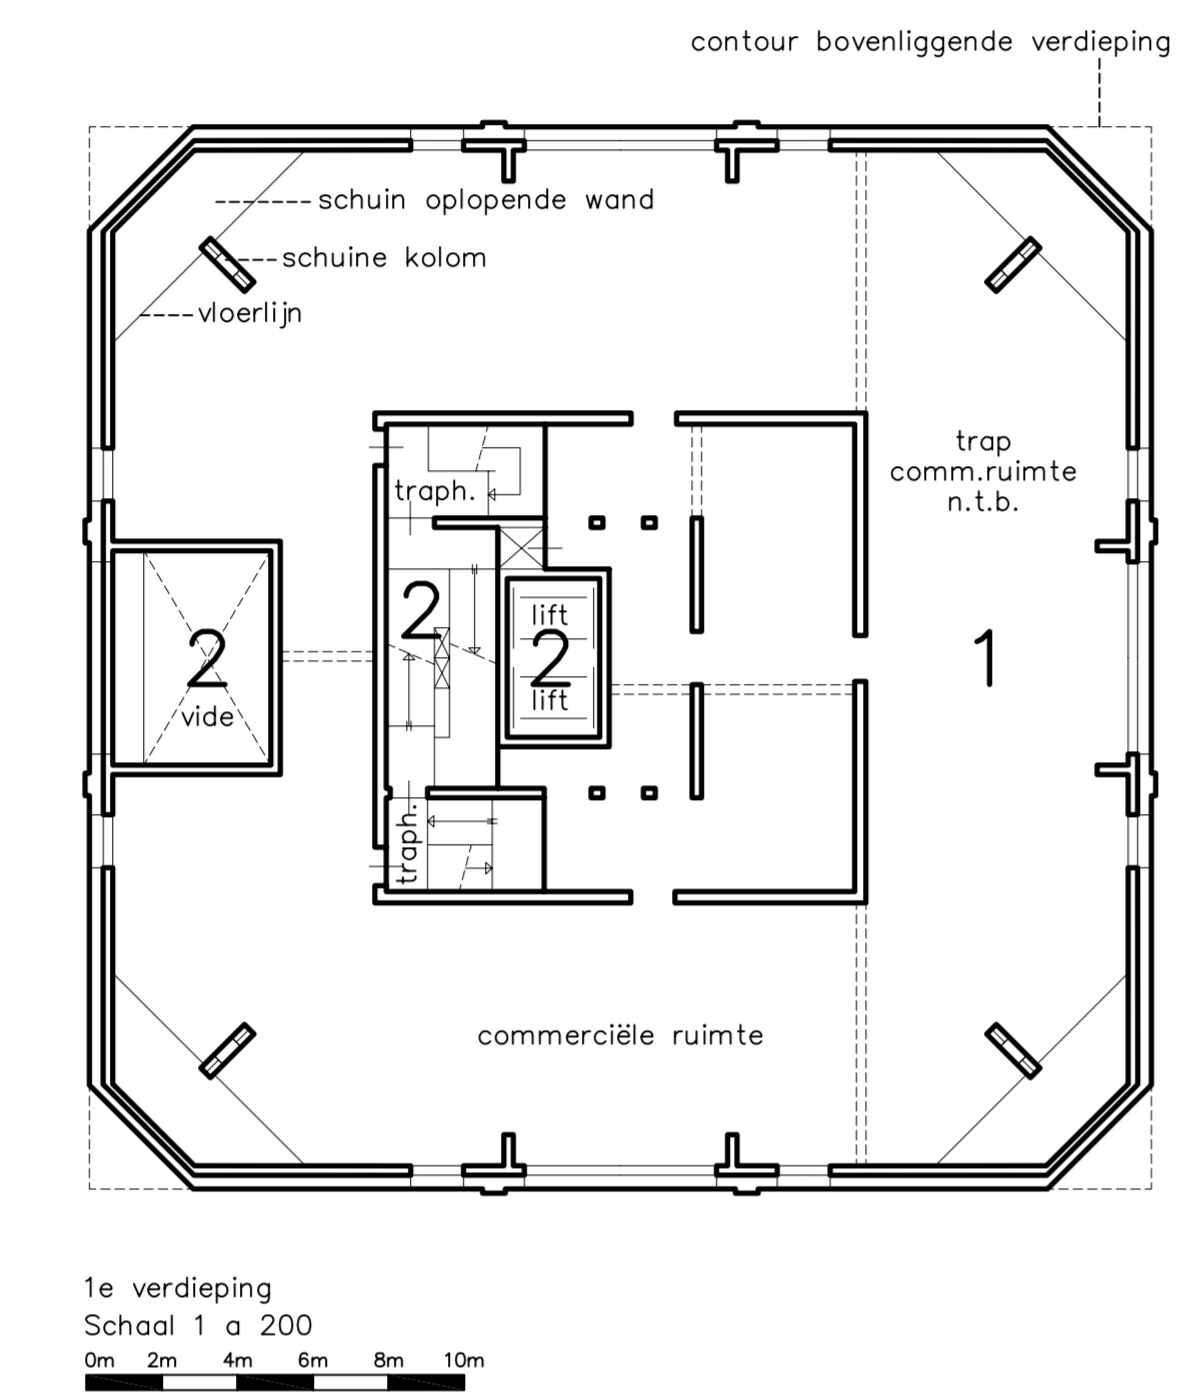 contour bovenliggende verdieping
schuin oplopende wand
schuine kolom
vloerlijn
trap
comm.ruimte
n.t.b.
traph.
2
lift
2
lift
2
vide
1
traph.
commerciële ruimte
1e verdieping
Schaal 1 a 200
0m 2m 4m 6m 8m 10m